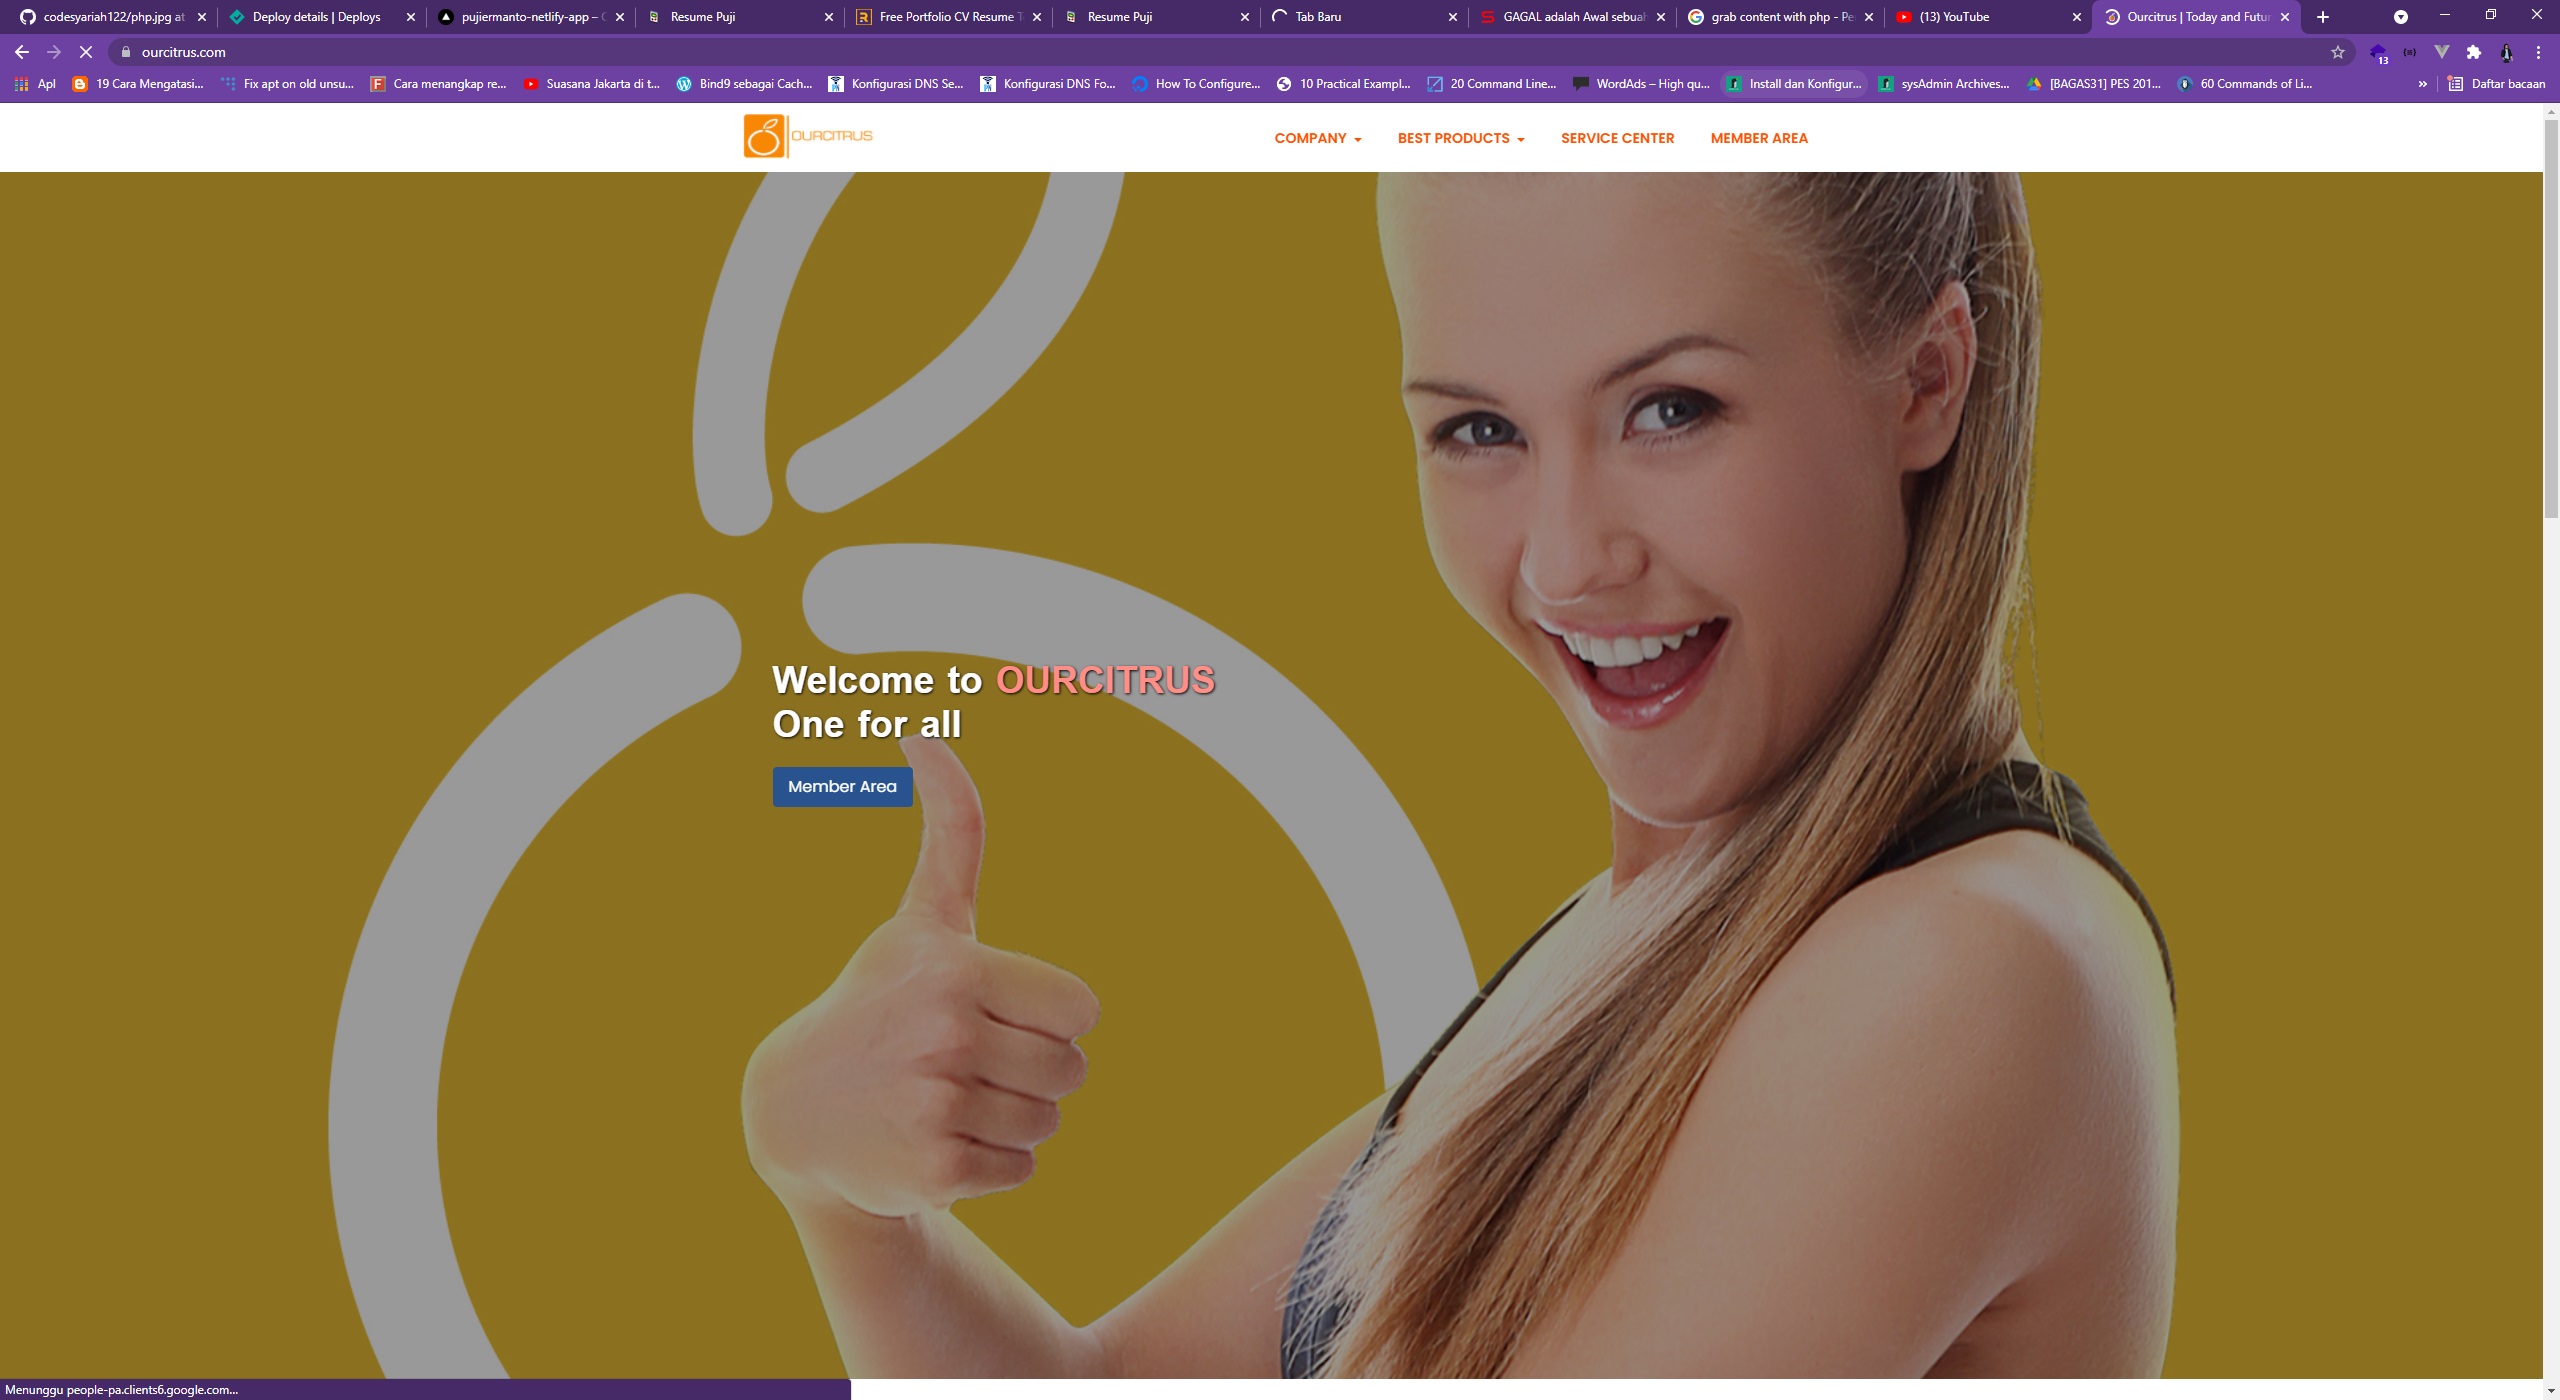 codesyariah122/php.jpg at
Deploy details | Deploys
pujiermanto-netlify-app –
Resume Puji
Free Portfolio CV Resume
Resume Puji
Tab Baru
GAGAL adalah Awal sebuah
grab content with php - Pe
(13) YouTube
Ourcitrus | Today and Futur
ourcitrus.com
13
Apl
19 Cara Mengatasi...
Fix apt on old unsu...
Cara menangkap re...
Suasana Jakarta di t...
Bind9 sebagai Cach...
Konfigurasi DNS Se...
Konfigurasi DNS Fo...
How To Configure...
10 Practical Exampl...
20 Command Line...
WordAds – High qu...
Install dan Konfigur...
sysAdmin Archives...
[BAGAS31] PES 201...
60 Commands of Li...
»
Daftar bacaan
OURCITRUS
COMPANY
BEST PRODUCTS
SERVICE CENTER
MEMBER AREA
Welcome to OURCITRUS
One for all
Member Area
Menunggu people-pa.clients6.google.com...